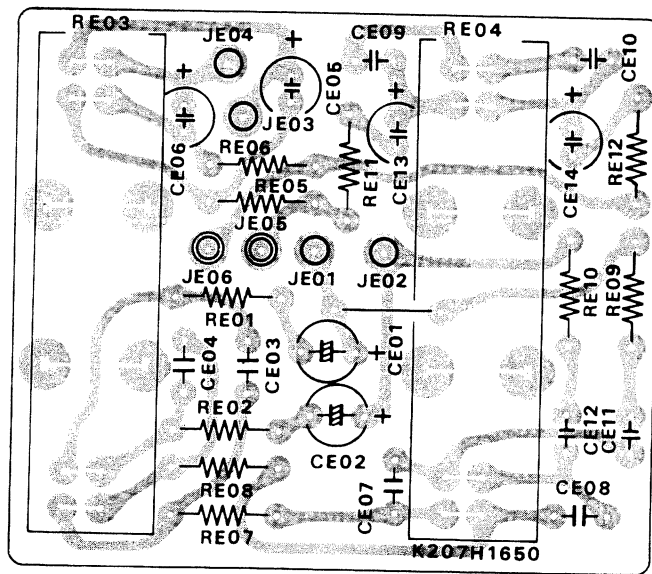 RE03
JE04
CE09
RE04
CE10
CE05
JE03
CE06
RE06
RE11
CE13
CE14
RE12
RE05
JE05
JE06
JE01
JE02
RE10
RE09
RE01
CE04
CE03
CE01
RE02
CE12
CE11
CE02
RE08
CE07
CE08
RE07
K207H1650